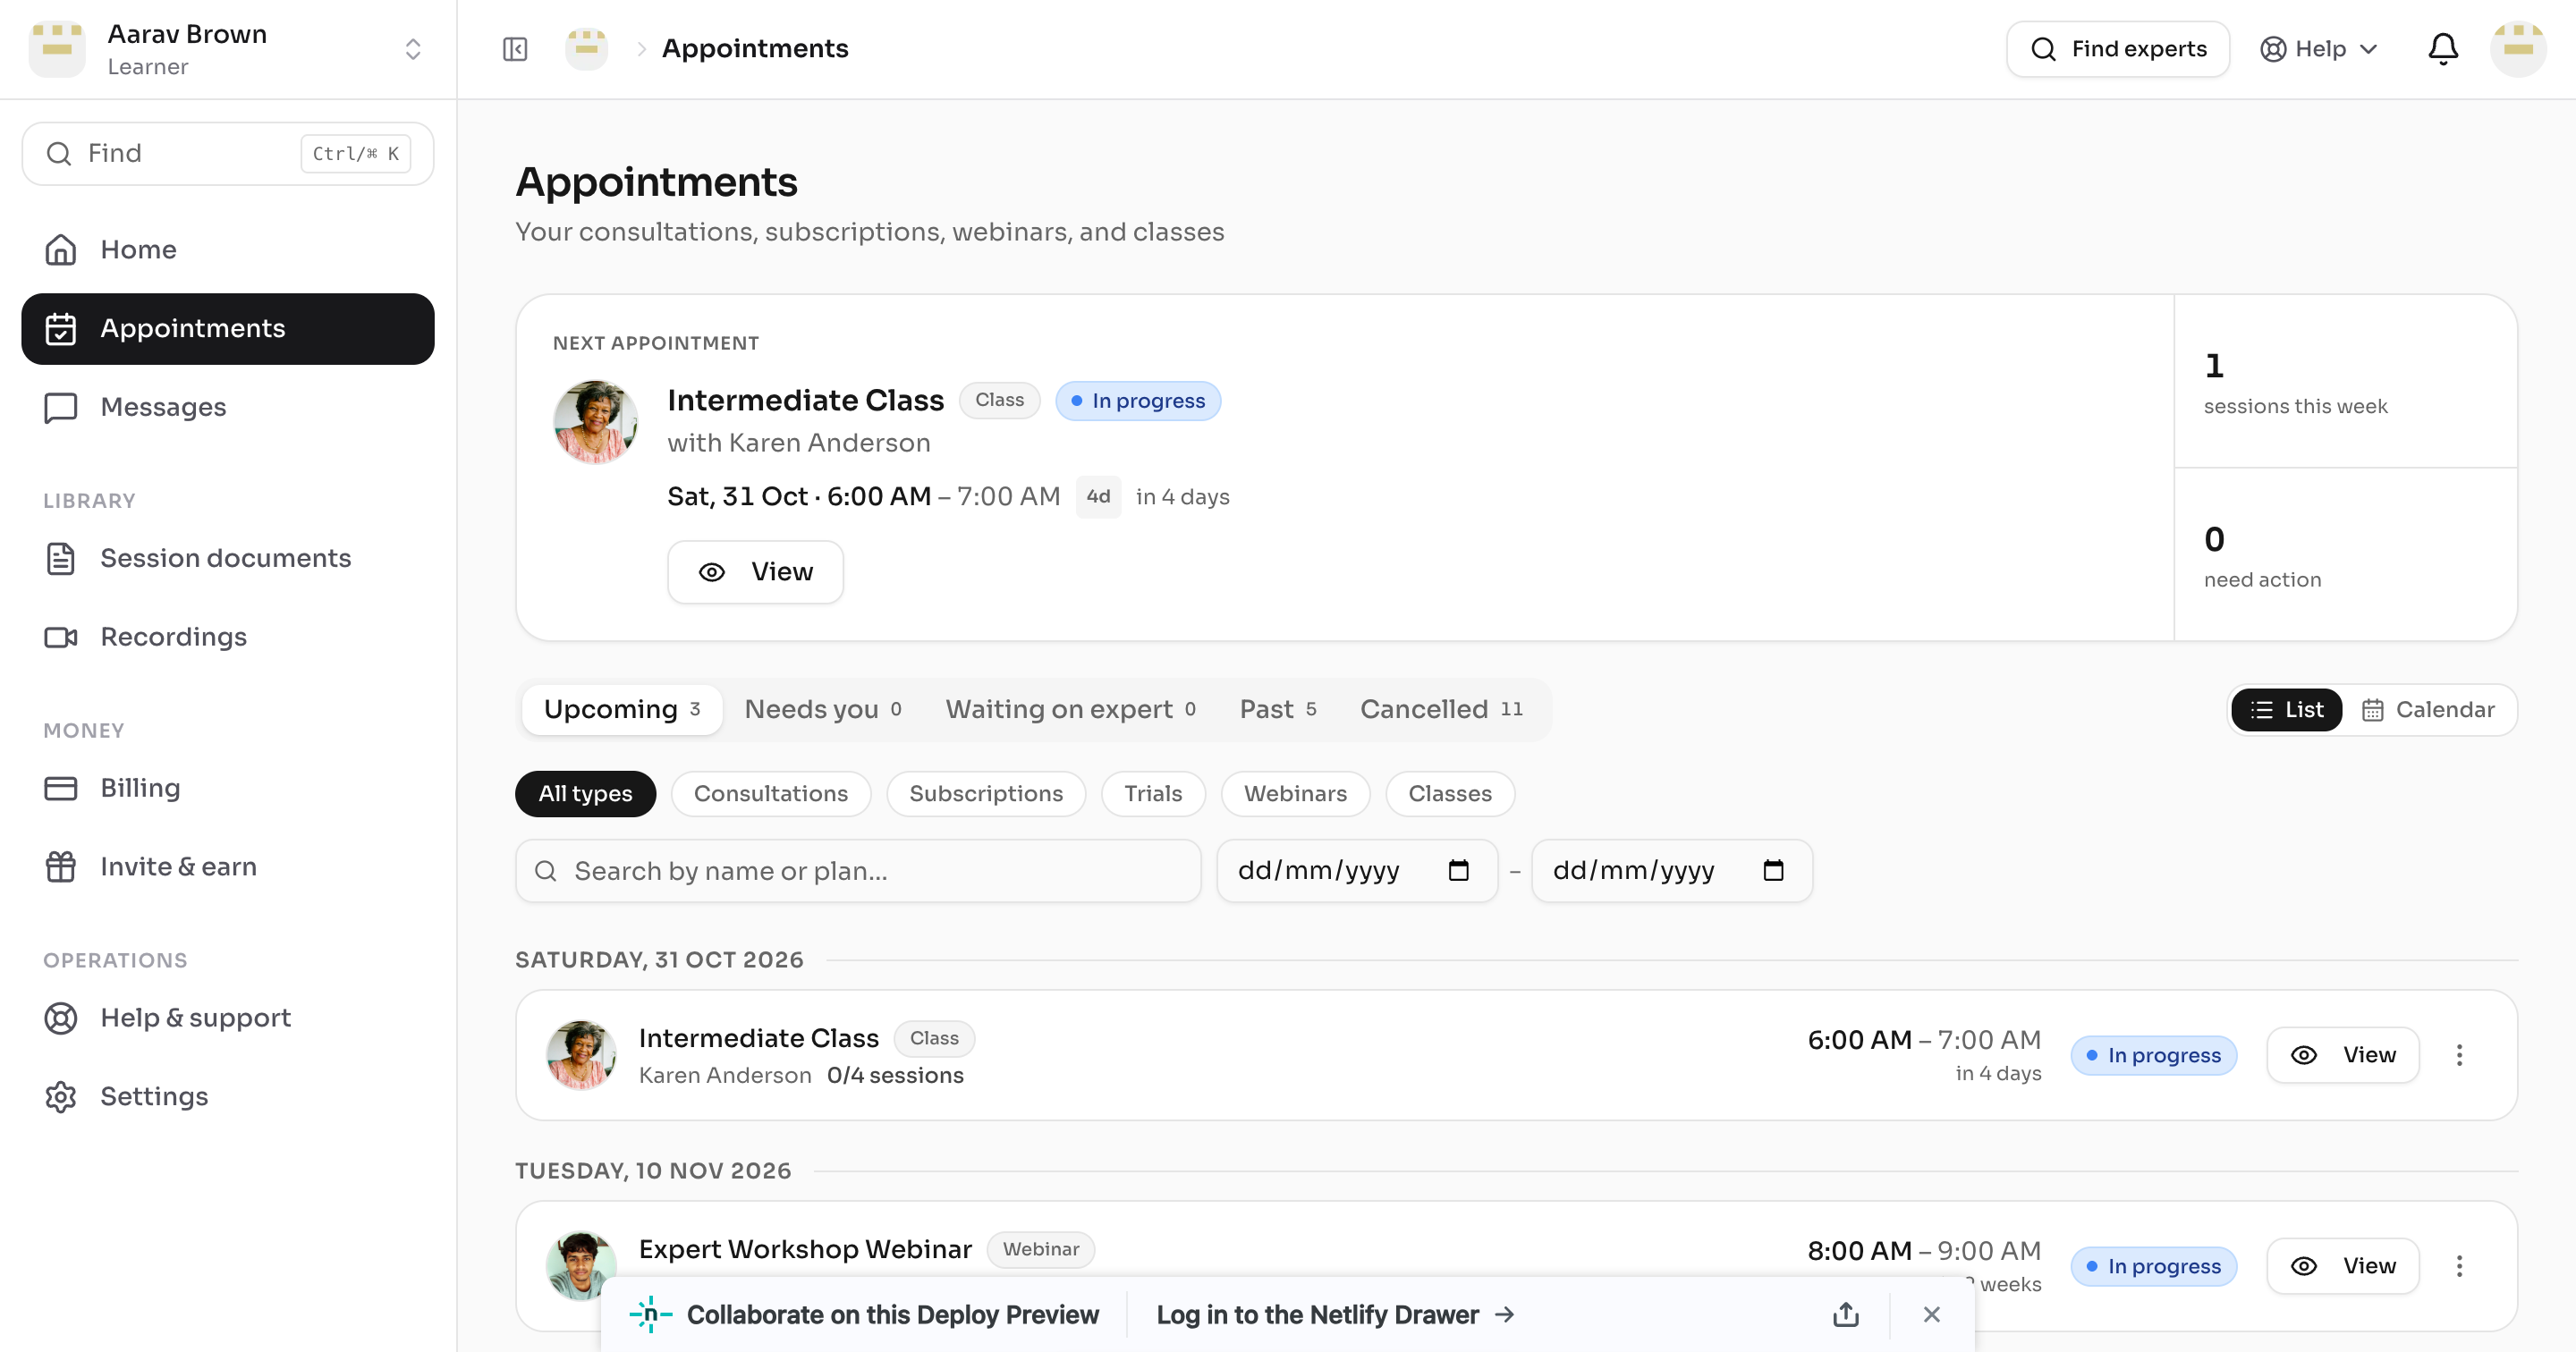 Aarav Brown
Learner
Find
Ctrl/⌘ K
Home
Appointments
Messages
LIBRARY
Session documents
Recordings
MONEY
Billing
Invite & earn
OPERATIONS
Help & support
Settings
Appointments
Find experts
Help
Appointments
Your consultations, subscriptions, webinars, and classes
NEXT APPOINTMENT
Intermediate Class Class In progress
with Karen Anderson
Sat, 31 Oct · 6:00 AM – 7:00 AM 4d in 4 days
View
1
sessions this week
0
need action
Upcoming 3 Needs you 0 Waiting on expert 0 Past 5 Cancelled 11
List Calendar
All types Consultations Subscriptions Trials Webinars Classes
Search by name or plan... dd/mm/yyyy – dd/mm/yyyy
SATURDAY, 31 OCT 2026
Intermediate Class Class
Karen Anderson 0/4 sessions
6:00 AM – 7:00 AM
in 4 days
In progress
View
TUESDAY, 10 NOV 2026
Expert Workshop Webinar Webinar
8:00 AM – 9:00 AM
weeks
In progress
View
Collaborate on this Deploy Preview
Log in to the Netlify Drawer →